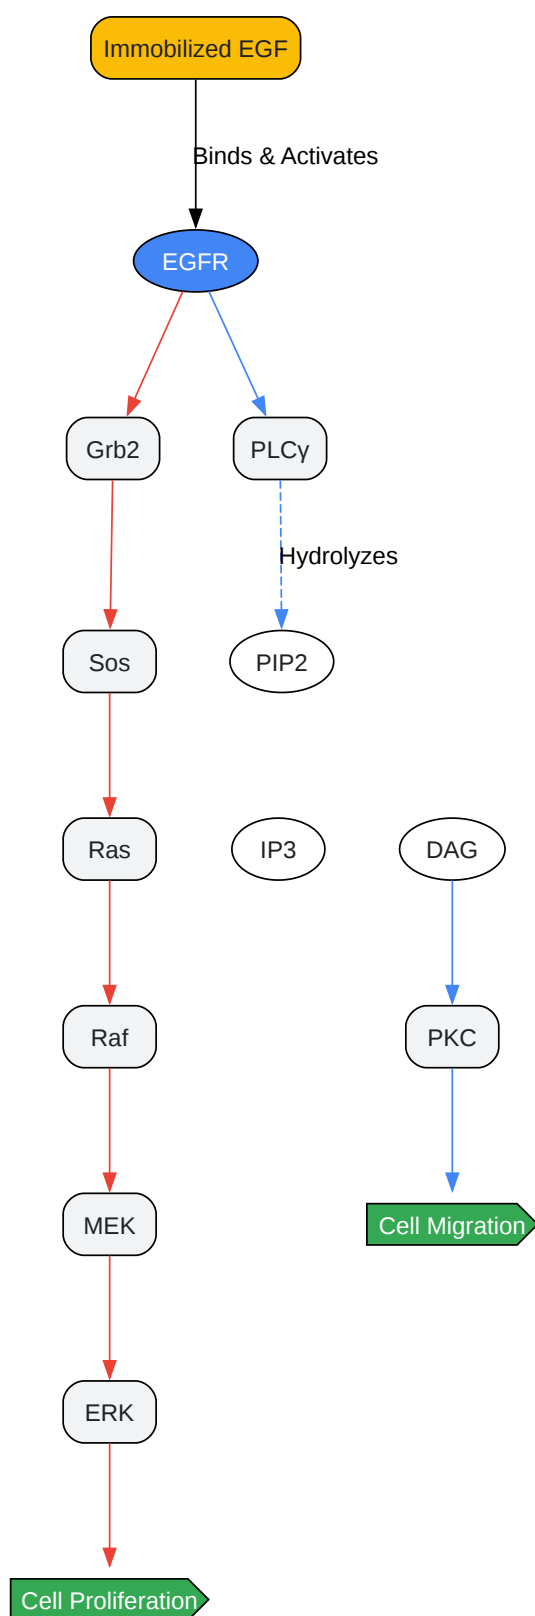 Immobilized EGF
Binds & Activates
EGFR
Grb2
PLCγ
Hydrolyzes
Sos
PIP2
Ras
IP3
DAG
Raf
PKC
MEK
Cell Migration
ERK
Cell Proliferation